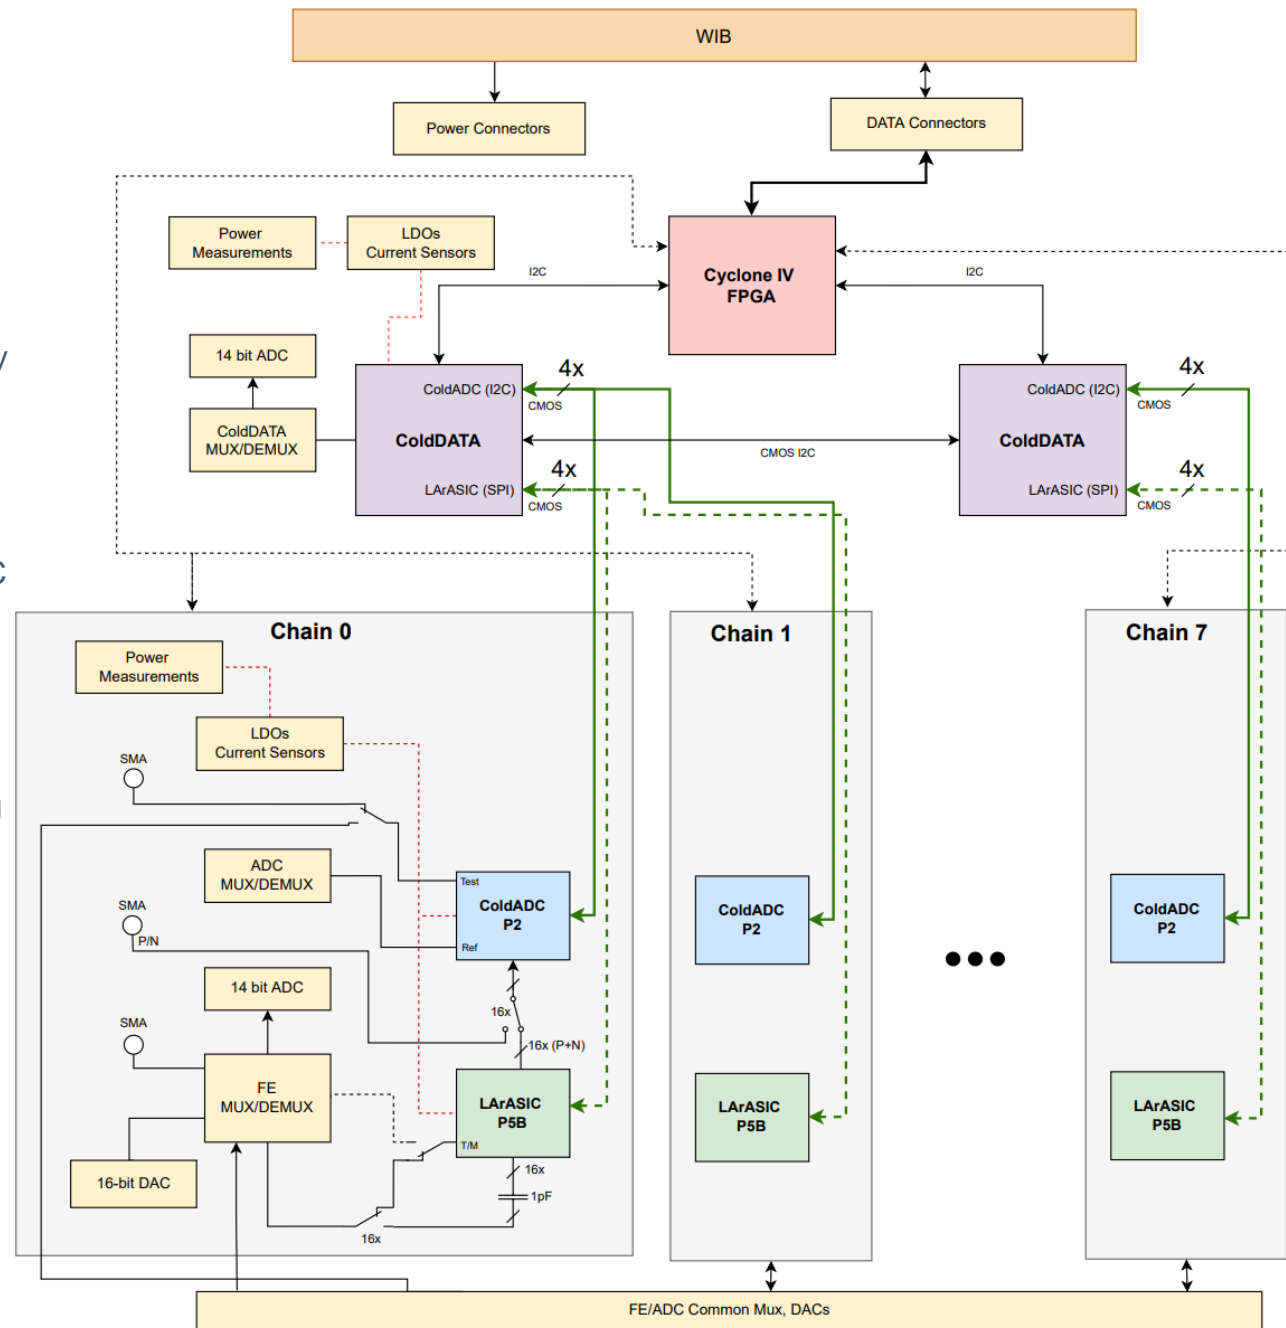 WIB
Power Connectors
DATA Connectors
Power
Measurements
LDOs
Current Sensors
Cyclone IV
FPGA
I2C
I2C
14 bit ADC
ColdDATA
MUX/DEMUX
ColdADC (I2C)
ColdDATA
LArASIC (SPI)
4x
CMOS
4x
CMOS
CMOS I2C
ColdADC (I2C)
ColdDATA
LArASIC (SPI)
4x
CMOS
4x
CMOS
Chain 0
Power
Measurements
LDOs
Current Sensors
SMA
ADC
MUX/DEMUX
Test
ColdADC
P2
Ref
SMA
P/N
14 bit ADC
16x
16x (P+N)
SMA
FE
MUX/DEMUX
LArASIC
P5B
T/M
16-bit DAC
16x
1pF
16x
Chain 1
ColdADC
P2
LArASIC
P5B
Chain 7
ColdADC
P2
LArASIC
P5B
FE/ADC Common Mux, DACs